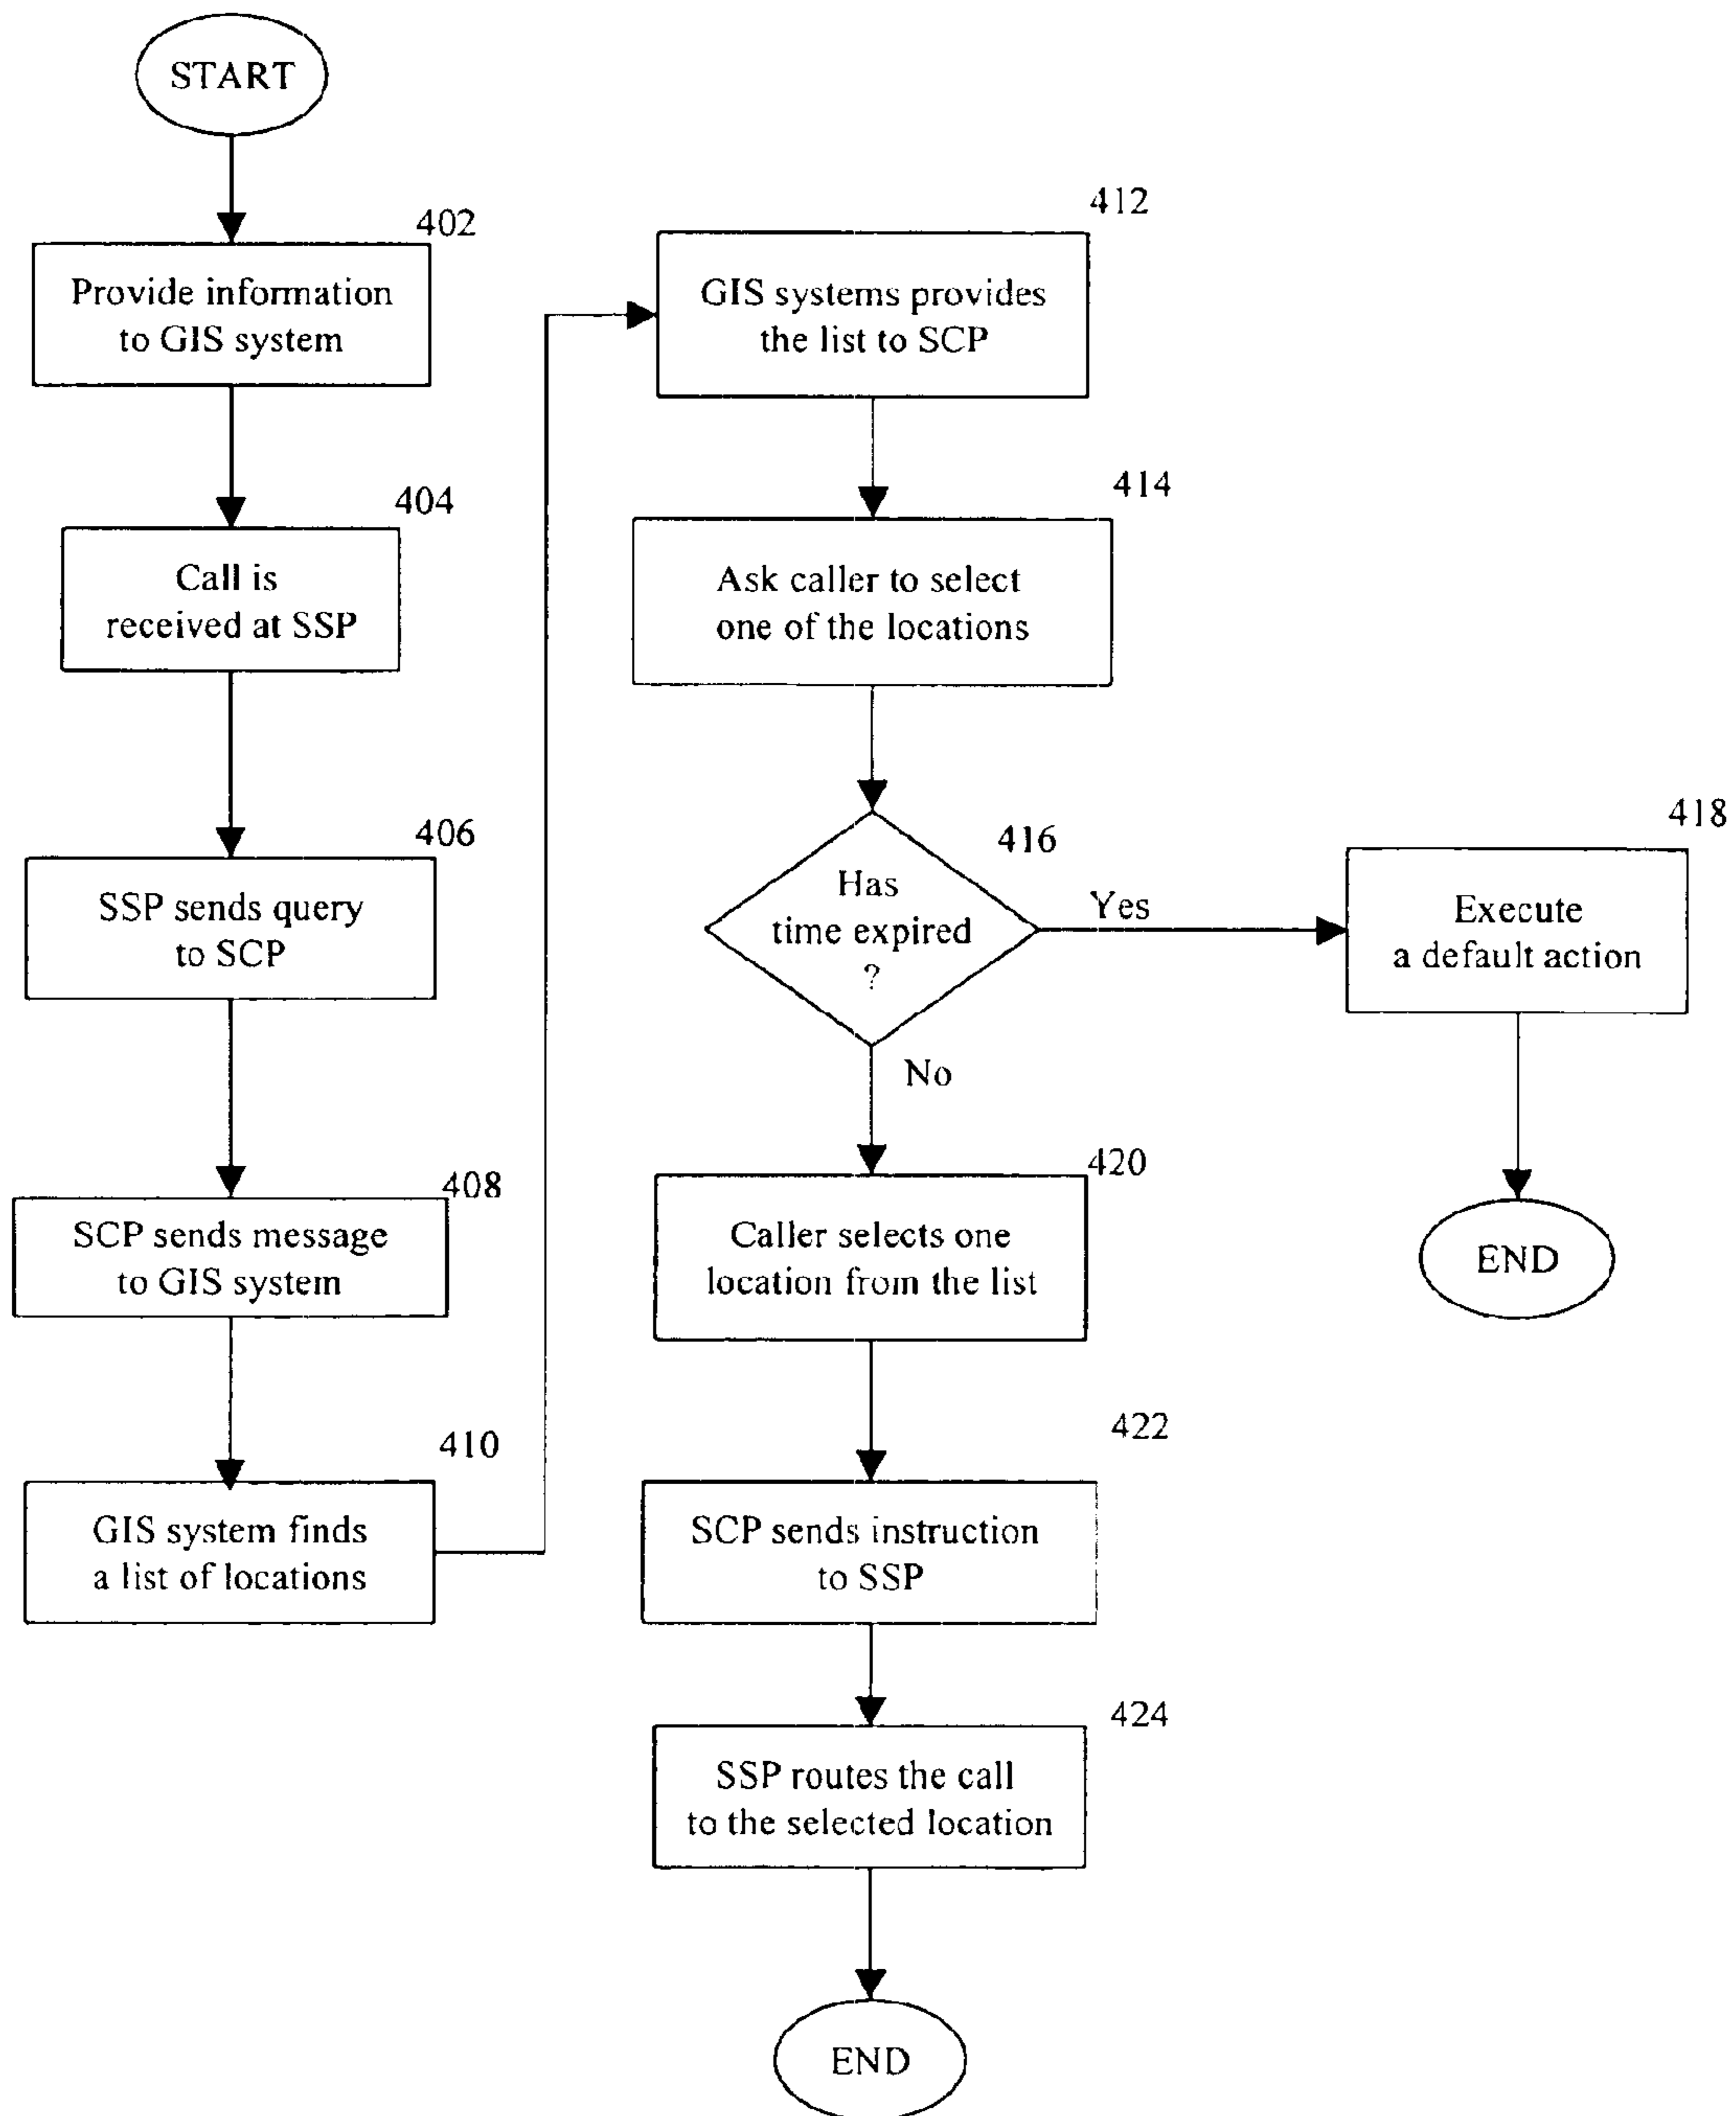 START
402
Provide information
to GIS system
404
Call is
received at SSP
406
SSP sends query
to SCP
408
SCP sends message
to GIS system
410
GIS system finds
a list of locations
412
GIS systems provides
the list to SCP
414
Ask caller to select
one of the locations
416
Has
time expired
?
Yes
418
Execute
a default action
END
No
420
Caller selects one
location from the list
422
SCP sends instruction
to SSP
424
SSP routes the call
to the selected location
END